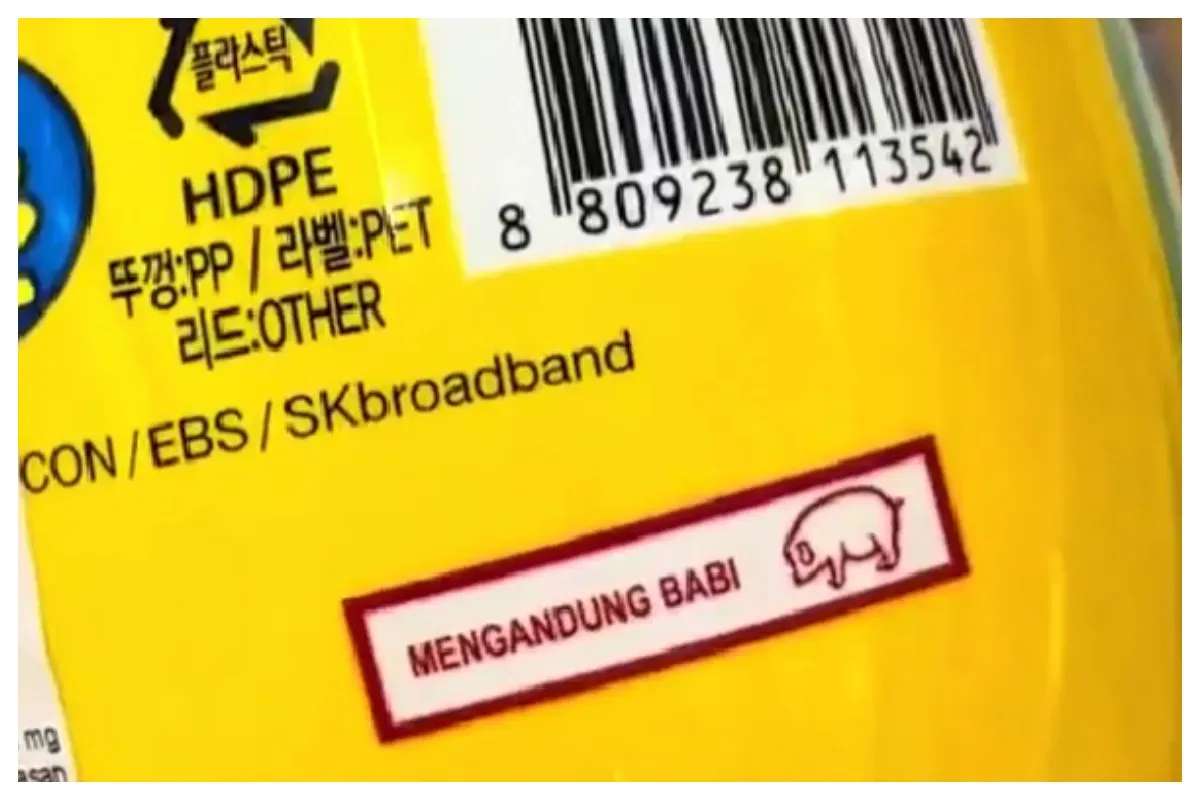 플라스틱
HDPE
뚜껑:PP / 라벨:PET
리드:OTHER
8 809238 113542
CON / EBS / SKbroadband
MENGANDUNG BABI
mg